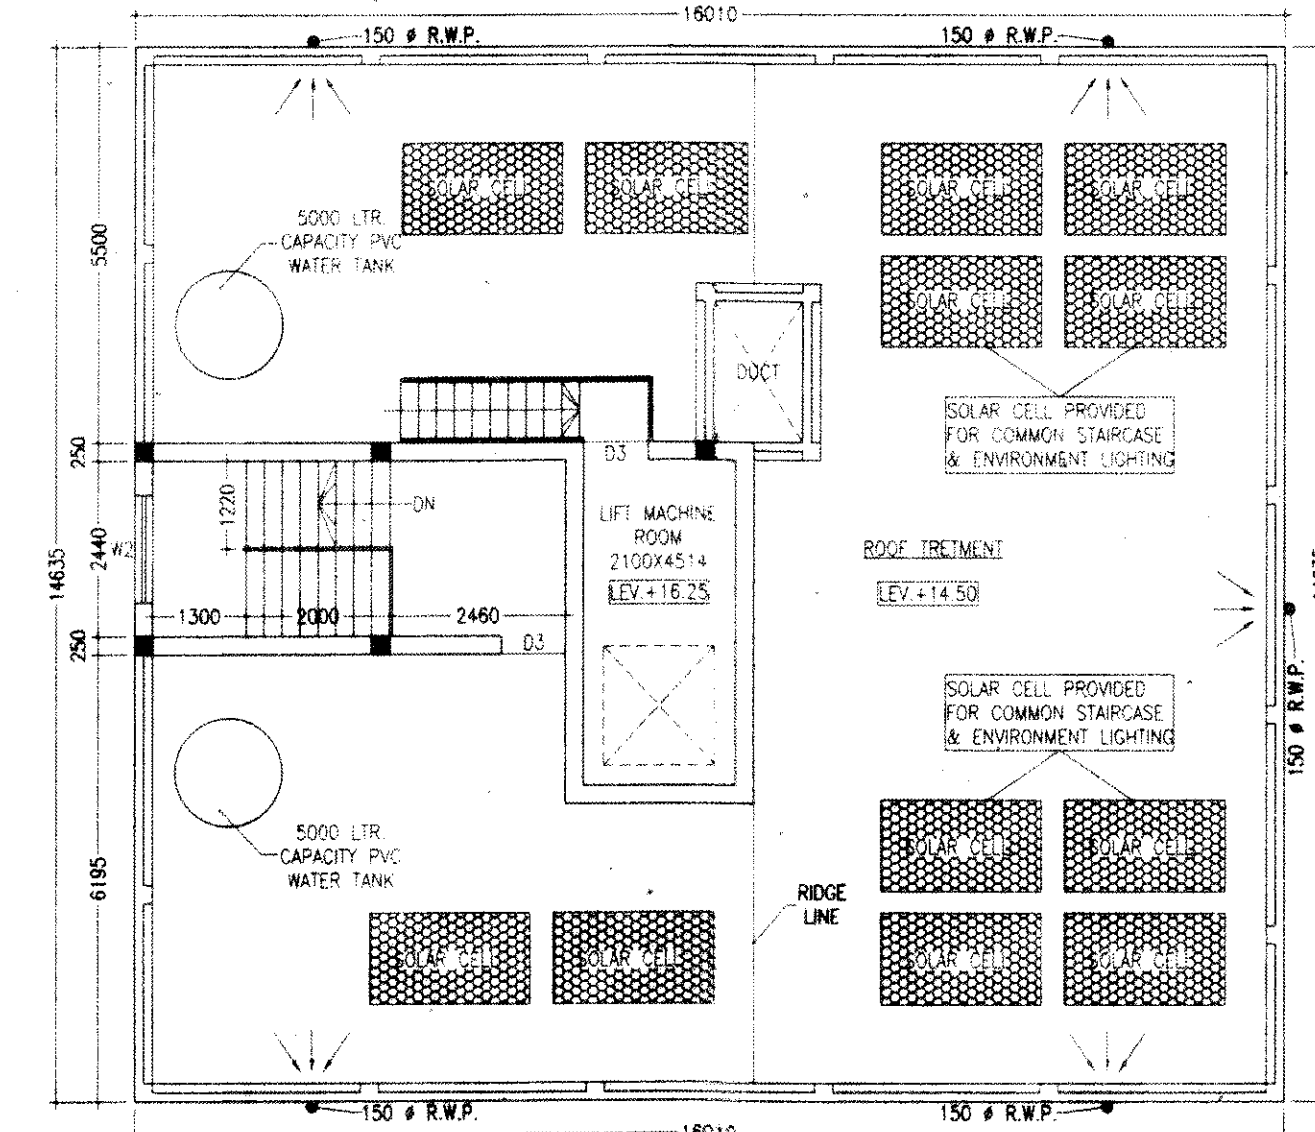 16010
150 ø R.W.P.
150 ø R.W.P.
SOLAR CELL
SOLAR CELL
SOLAR CELL
SOLAR CELL
5000 LTR.
CAPACITY PVC
WATER TANK
5500
SOLAR CELL
SOLAR CELL
DUCT
SOLAR CELL PROVIDED
FOR COMMON STAIRCASE
& ENVIRONMENT LIGHTING
250
D3
1220
DN
LIFT MACHINE
ROOM
2100X4514
LEV.+16.25
ROOF TRETMENT
LEV.+14.50
14635
2440
W2
1300
2000
2460
250
D3
SOLAR CELL PROVIDED
FOR COMMON STAIRCASE
& ENVIRONMENT LIGHTING
150 ø R.W.P.
5000 LTR.
CAPACITY PVC
WATER TANK
6195
SOLAR CELL
SOLAR CELL
RIDGE
LINE
SOLAR CELL
SOLAR CELL
SOLAR CELL
SOLAR CELL
150 ø R.W.P.
150 ø R.W.P.
16010